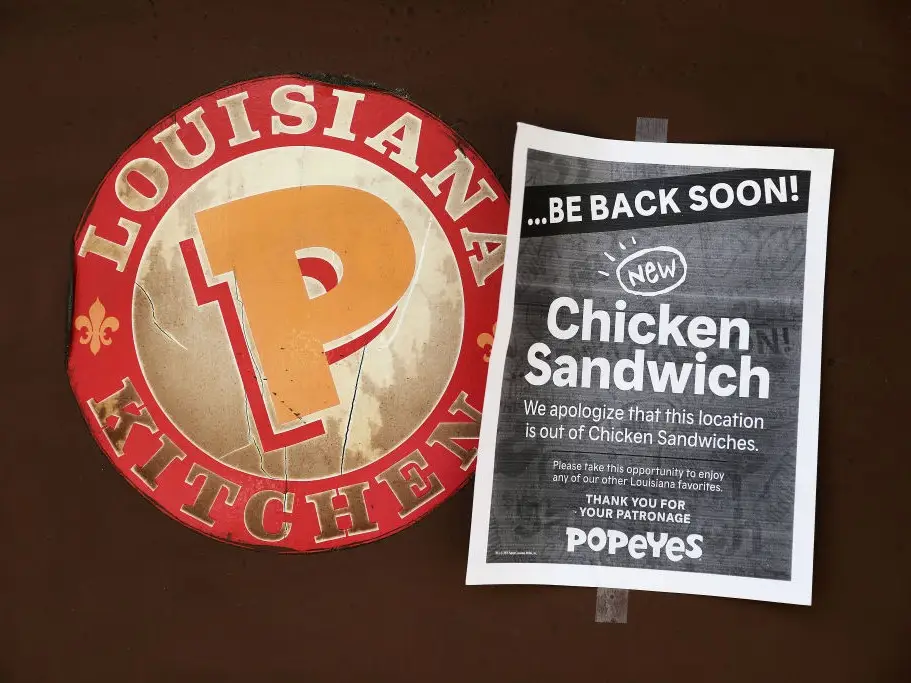 LOUISIANA
P
KITCHEN
...BE BACK SOON!
New
Chicken
Sandwich
We apologize that this location
is out of Chicken Sandwiches.
Please take this opportunity to enjoy
any of our other Louisiana favorites.
THANK YOU FOR
YOUR PATRONAGE
POPEYES